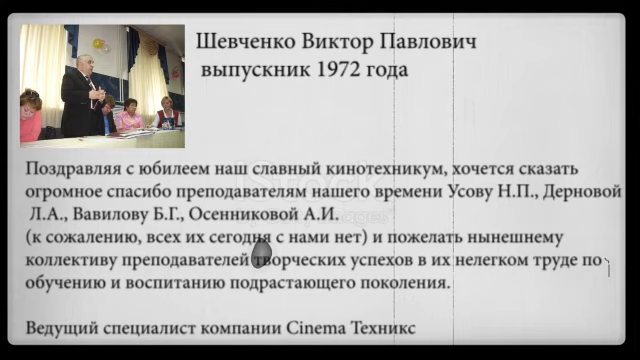 Шевченко Виктор Павлович
выпускник 1972 года
Поздравляя с юбилеем наш славный кинотехникум, хочется сказать
огромное спасибо преподавателям нашего времени Усову Н.П., Дерновой
Л.А., Вавилову Б.Г., Осенниковой А.И.
(к сожалению, всех их сегодня с нами нет) и пожелать нынешнему
коллективу преподавателей творческих успехов в их нелегком труде по
обучению и воспитанию подрастающего поколения.
Ведущий специалист компании Cinema Техникс